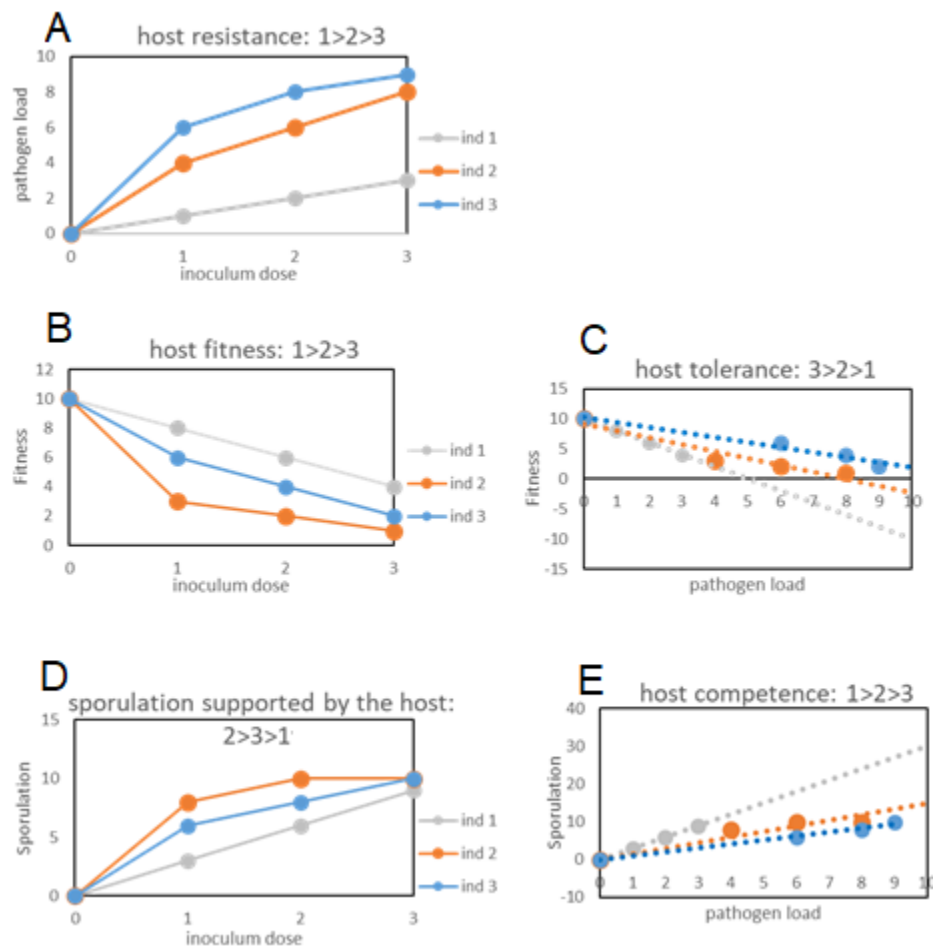 A
host resistance: 1>2>3
10
8
6
4
2
0
pathogen load
0 1 2 3
inoculum dose
ind 1
ind 2
ind 3
B
host fitness: 1>2>3
12
10
8
6
4
2
0
Fitness
0 1 2 3
inoculum dose
ind 1
ind 2
ind 3
C
host tolerance: 3>2>1
15
10
5
0
-5
-10
-15
Fitness
0 1 2 3 4 5 6 7 8 9 10
pathogen load
D
sporulation supported by the host:
2>3>1
15
10
5
0
Sporulation
0 1 2 3
inoculum dose
ind 1
ind 2
ind 3
E
host competence: 1>2>3
40
30
20
10
0
-10
Sporulation
0 1 2 3 4 5 6 7 8 9 10
pathogen load